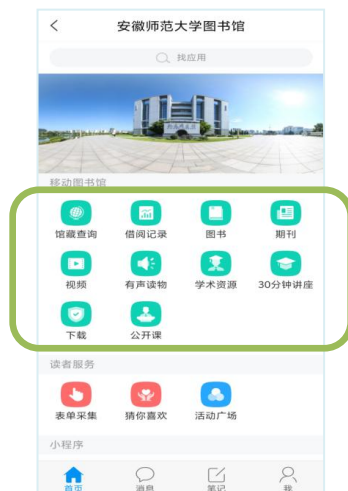 安徽师范大学图书馆
找应用
移动图书馆
馆藏查询 借阅记录 图书 期刊
视频 有声读物 学术资源 30分钟讲座
下载 公开课
读者服务
表单采集 猜你喜欢 活动广场
小程序
首页 消息 笔记 我